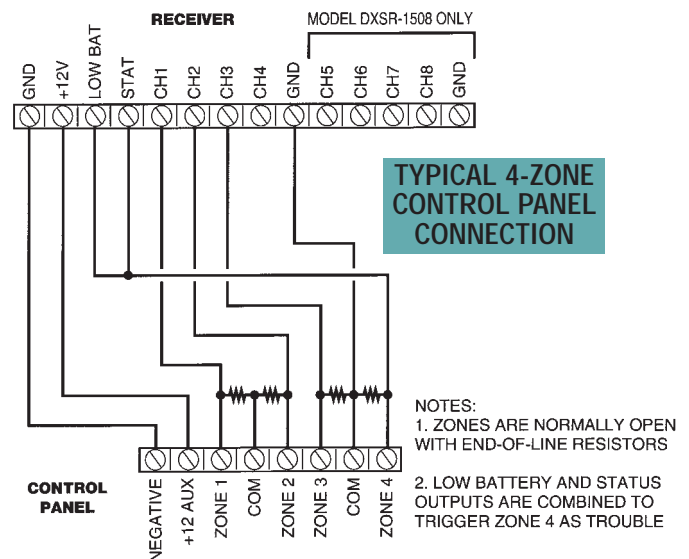 RECEIVER
MODEL DXSR-1508 ONLY
GND
+12V
LOW BAT
STAT
CH1
CH2
CH3
CH4
GND
CH5
CH6
CH7
CH8
GND
TYPICAL 4-ZONE
CONTROL PANEL
CONNECTION
NOTES:
1. ZONES ARE NORMALLY OPEN
WITH END-OF-LINE RESISTORS
2. LOW BATTERY AND STATUS
OUTPUTS ARE COMBINED TO
TRIGGER ZONE 4 AS TROUBLE
CONTROL
PANEL
NEGATIVE
+12 AUX
ZONE 1
COM
ZONE 2
ZONE 3
COM
ZONE 4